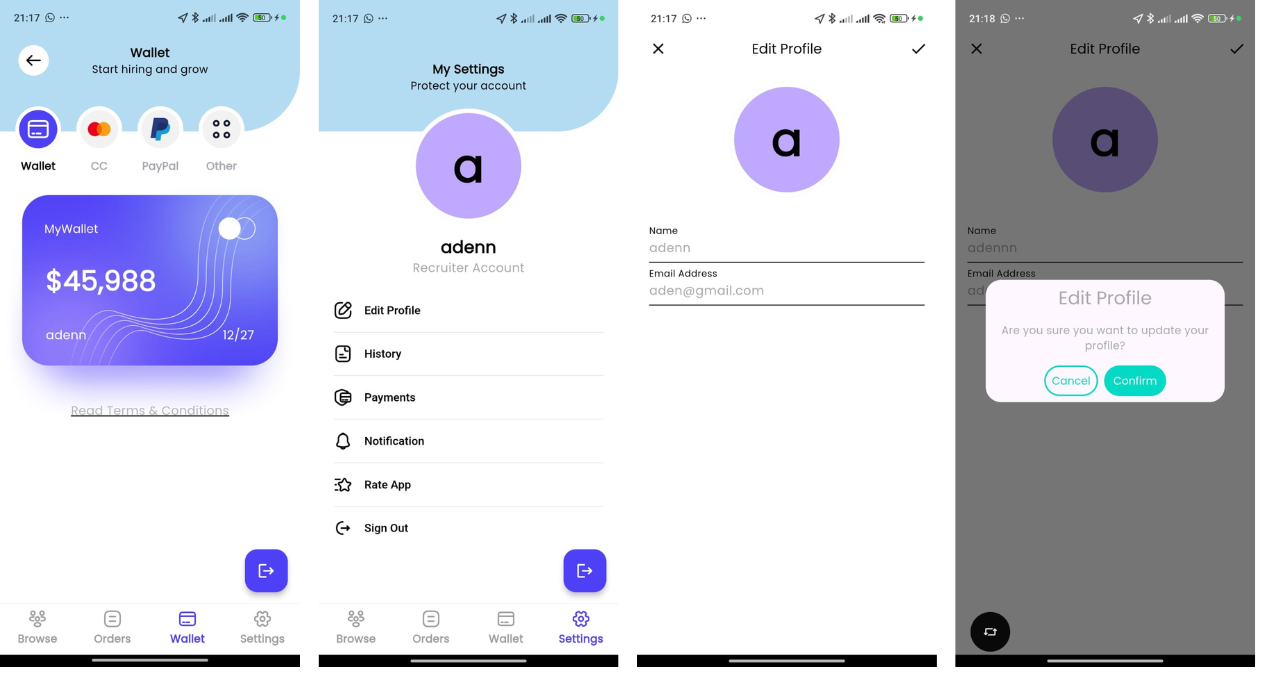 21:17
Wallet
Start hiring and grow
Wallet
CC
PayPal
Other
MyWallet
$45,988
adenn
12/27
Read Terms & Conditions
Browse
Orders
Wallet
Settings
21:17
My Settings
Protect your account
a
adenn
Recruiter Account
Edit Profile
History
Payments
Notification
Rate App
Sign Out
Browse
Orders
Wallet
Settings
21:17
Edit Profile
a
Name
adenn
Email Address
aden@gmail.com
21:18
Edit Profile
a
Name
adennn
Email Address
ad
Edit Profile
Are you sure you want to update your
profile?
Cancel
Confirm